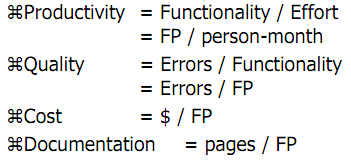 ⌘Productivity = Functionality / Effort
= FP / person-month
⌘Quality = Errors / Functionality
= Errors / FP
⌘Cost = $ / FP
⌘Documentation = pages / FP